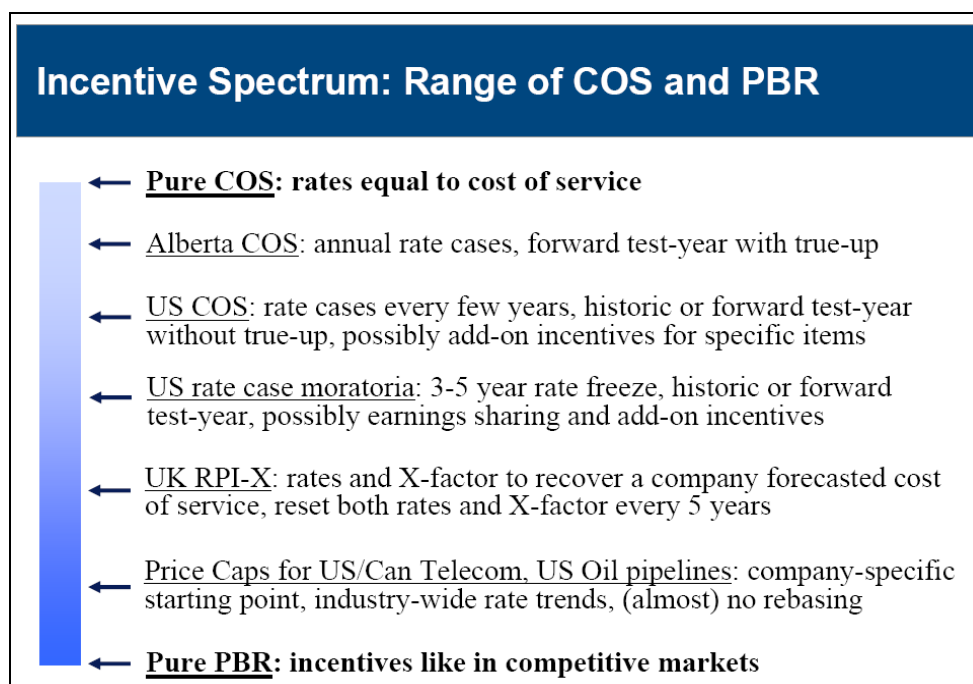 Incentive Spectrum: Range of COS and PBR
Pure COS: rates equal to cost of service
Alberta COS: annual rate cases, forward test-year with true-up
US COS: rate cases every few years, historic or forward test-year
without true-up, possibly add-on incentives for specific items
US rate case moratoria: 3-5 year rate freeze, historic or forward
test-year, possibly earnings sharing and add-on incentives
UK RPI-X: rates and X-factor to recover a company forecasted cost
of service, reset both rates and X-factor every 5 years
Price Caps for US/Can Telecom, US Oil pipelines: company-specific
starting point, industry-wide rate trends, (almost) no rebasing
Pure PBR: incentives like in competitive markets